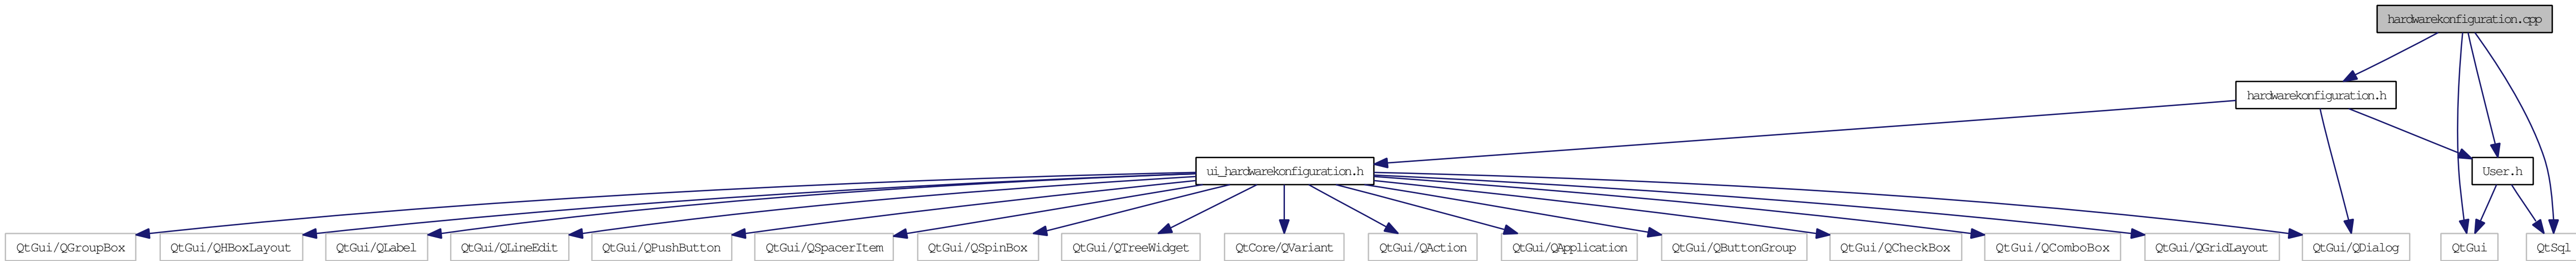 hardwarekonfiguration.cpp
hardwarekonfiguration.h
ui_hardwarekonfiguration.h
User.h
QtGui/QGroupBox
QtGui/QHBoxLayout
QtGui/QLabel
QtGui/QLineEdit
QtGui/QPushButton
QtGui/QSpacerItem
QtGui/QSpinBox
QtGui/QTreeWidget
QtCore/QVariant
QtGui/QAction
QtGui/QApplication
QtGui/QButtonGroup
QtGui/QCheckBox
QtGui/QComboBox
QtGui/QGridLayout
QtGui/QDialog
QtGui
QtSql